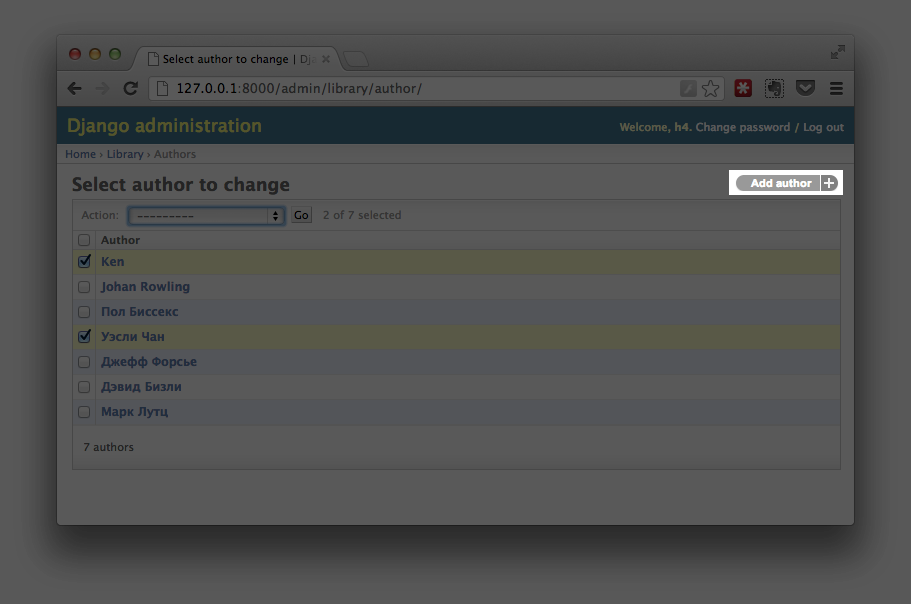 Select author to change | Dj
127.0.0.1:8000/admin/library/author/
Django administration
Welcome, h4. Change password / Log out
Home › Library › Authors
Select author to change
Add author
Action: --------- Go 2 of 7 selected
Author
Ken
Johan Rowling
Пол Биссекс
Уэсли Чан
Джефф Форсье
Дэвид Бизли
Марк Лутц
7 authors